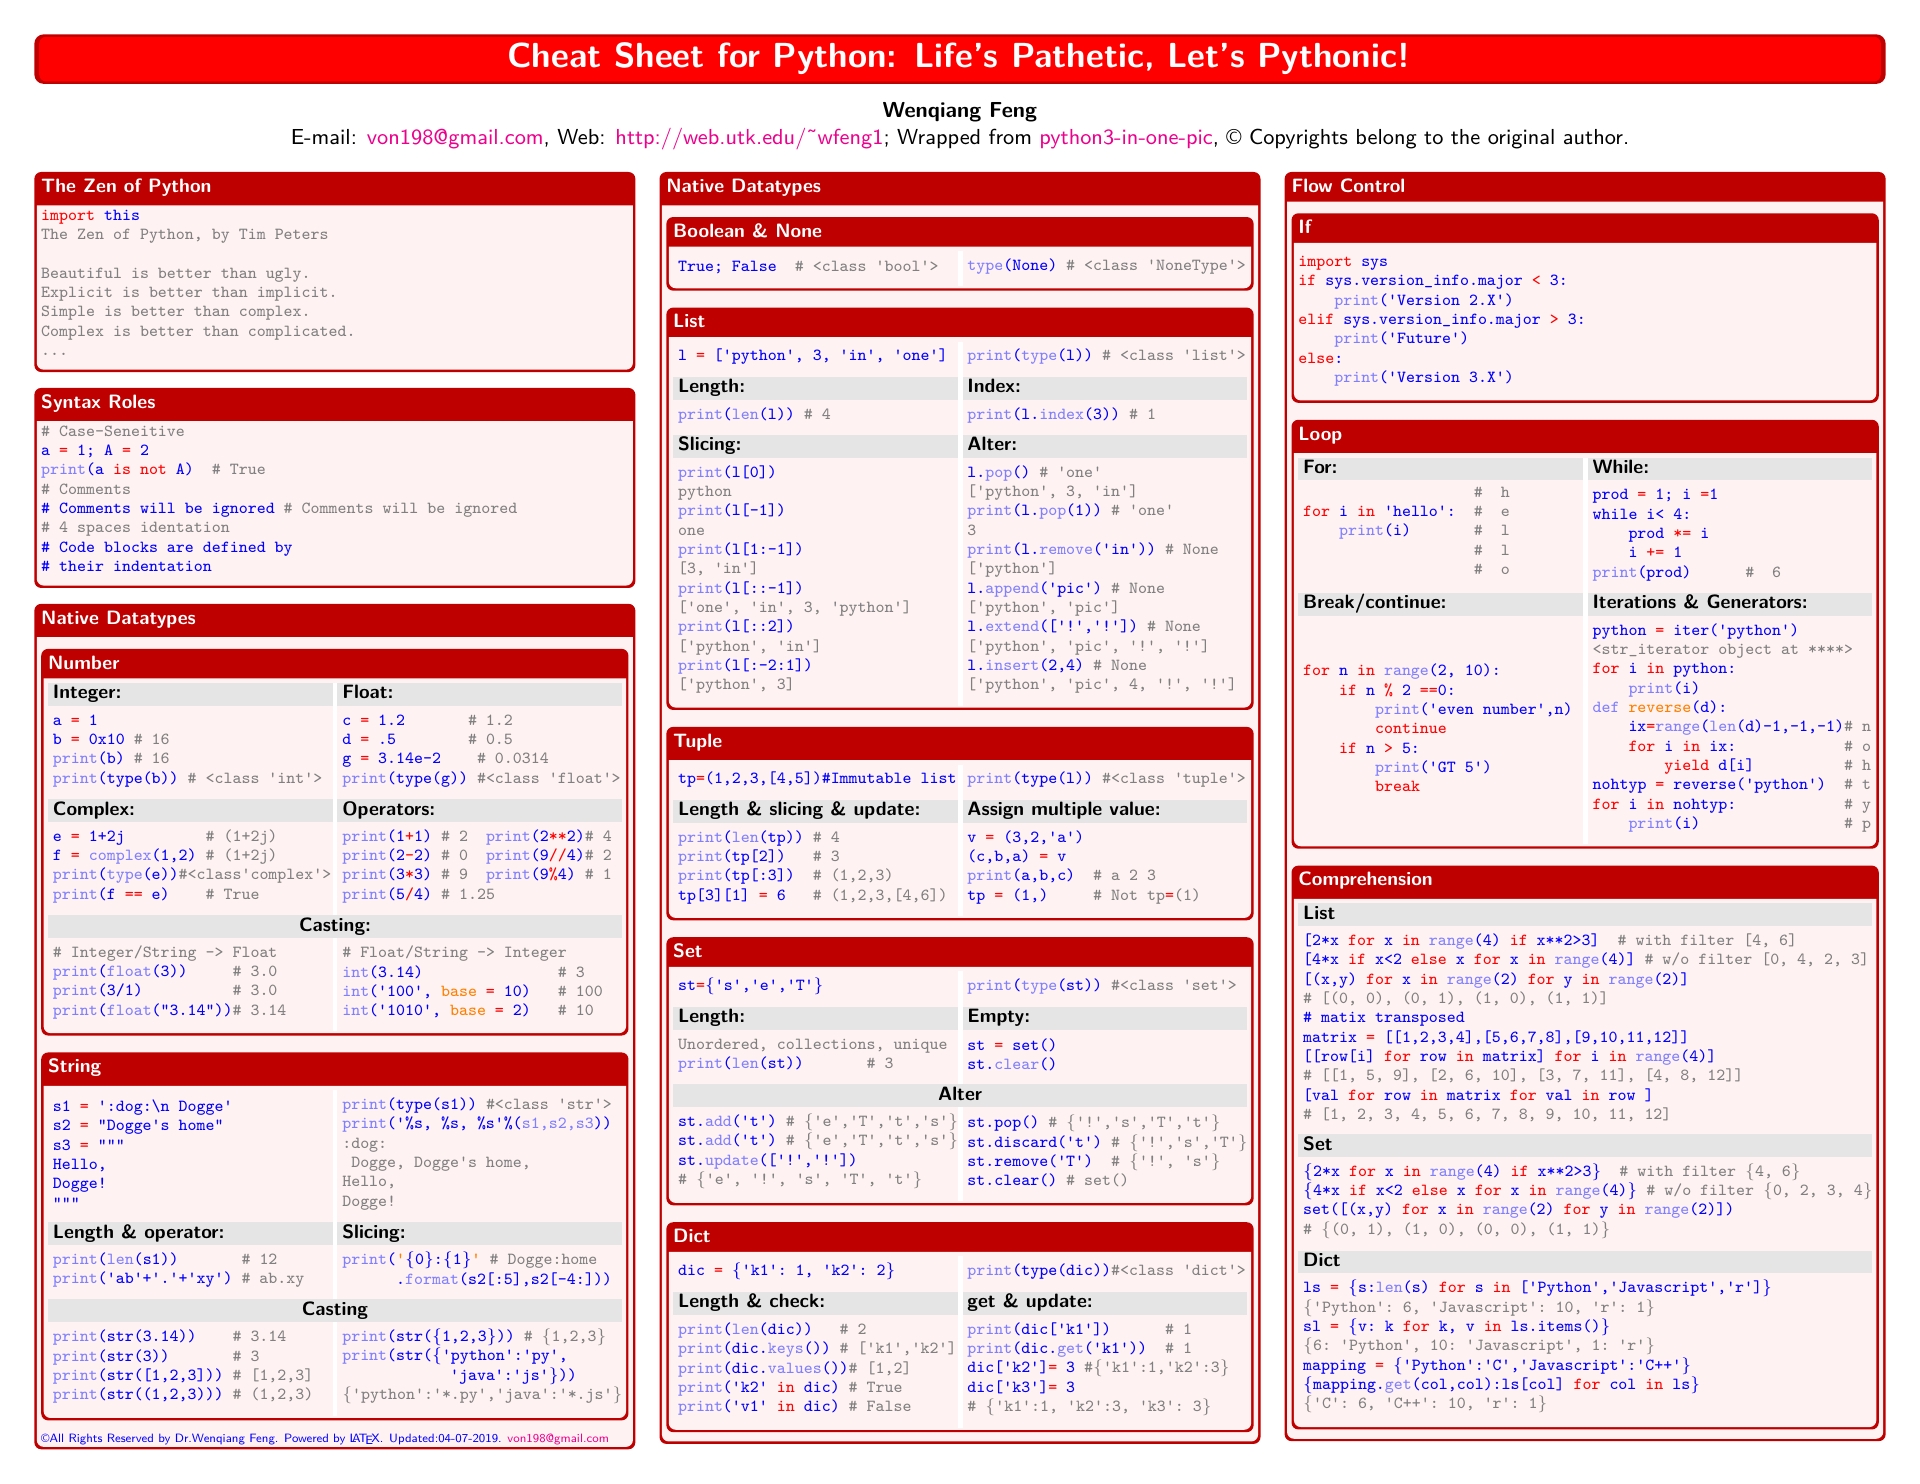 Cheat Sheet for Python: Life's Pathetic, Let's Pythonic!
Wenqiang Feng
E-mail: von198@gmail.com, Web: http://web.utk.edu/~wfeng1; Wrapped from python3-in-one-pic, © Copyrights belong to the original author.
The Zen of Python
import this
The Zen of Python, by Tim Peters
Beautiful is better than ugly.
Explicit is better than implicit.
Simple is better than complex.
Complex is better than complicated.
...
Syntax Roles
# Case-Seneitive
a = 1; A = 2
print(a is not A)  # True
# Comments
# Comments will be ignored # Comments will be ignored
# 4 spaces identation
# Code blocks are defined by
# their indentation
Native Datatypes
Number
Integer:
a = 1
b = 0x10 # 16
print(b) # 16
print(type(b)) # <class 'int'>
Float:
c = 1.2       # 1.2
d = .5        # 0.5
g = 3.14e-2    # 0.0314
print(type(g)) #<class 'float'>
Complex:
e = 1+2j         # (1+2j)
f = complex(1,2) # (1+2j)
print(type(e))#<class'complex'>
print(f == e)    # True
Operators:
print(1+1) # 2  print(2**2)# 4
print(2-2) # 0  print(9//4)# 2
print(3*3) # 9  print(9%4) # 1
print(5/4) # 1.25
Casting:
# Integer/String -> Float
print(float(3))     # 3.0
print(3/1)          # 3.0
print(float("3.14"))# 3.14
# Float/String -> Integer
int(3.14)               # 3
int('100', base = 10)   # 100
int('1010', base = 2)   # 10
String
s1 = ':dog:\n Dogge'
s2 = "Dogge's home"
s3 = """
Hello,
Dogge!
"""
print(type(s1)) #<class 'str'>
print('%s, %s, %s'%(s1,s2,s3))
:dog:
 Dogge, Dogge's home,
Hello,
Dogge!
Length & operator:
print(len(s1))       # 12
print('ab'+'.'+'xy') # ab.xy
Slicing:
print('{0}:{1}' # Dogge:home
      .format(s2[:5],s2[-4:]))
Casting
print(str(3.14))    # 3.14
print(str(3))       # 3
print(str([1,2,3])) # [1,2,3]
print(str((1,2,3))) # (1,2,3)
print(str({1,2,3})) # {1,2,3}
print(str({'python':'py',
            'java':'js'}))
{'python':'*.py','java':'*.js'}
©All Rights Reserved by Dr.Wenqiang Feng. Powered by LATEX. Updated:04-07-2019. von198@gmail.com
Native Datatypes
Boolean & None
True; False  # <class 'bool'>
type(None) # <class 'NoneType'>
List
l = ['python', 3, 'in', 'one']
print(type(l)) # <class 'list'>
Length:
print(len(l)) # 4
Index:
print(l.index(3)) # 1
Slicing:
print(l[0])
python
print(l[-1])
one
print(l[1:-1])
[3, 'in']
print(l[::-1])
['one', 'in', 3, 'python']
print(l[::2])
['python', 'in']
print(l[:-2:1])
['python', 3]
Alter:
l.pop() # 'one'
['python', 3, 'in']
print(l.pop(1)) # 'one'
3
print(l.remove('in')) # None
['python']
l.append('pic') # None
['python', 'pic']
l.extend(['!','!']) # None
['python', 'pic', '!', '!']
l.insert(2,4) # None
['python', 'pic', 4, '!', '!']
Tuple
tp=(1,2,3,[4,5])#Immutable list
print(type(l)) #<class 'tuple'>
Length & slicing & update:
print(len(tp)) # 4
print(tp[2])   # 3
print(tp[:3])  # (1,2,3)
tp[3][1] = 6   # (1,2,3,[4,6])
Assign multiple value:
v = (3,2,'a')
(c,b,a) = v
print(a,b,c)  # a 2 3
tp = (1,)     # Not tp=(1)
Set
st={'s','e','T'}
print(type(st)) #<class 'set'>
Length:
Unordered, collections, unique
print(len(st))       # 3
Empty:
st = set()
st.clear()
Alter
st.add('t') # {'e','T','t','s'}
st.add('t') # {'e','T','t','s'}
st.update(['!','!'])
# {'e', '!', 's', 'T', 't'}
st.pop() # {'!','s','T','t'}
st.discard('t') # {'!','s','T'}
st.remove('T')  # {'!', 's'}
st.clear() # set()
Dict
dic = {'k1': 1, 'k2': 2}
print(type(dic))#<class 'dict'>
Length & check:
print(len(dic))   # 2
print(dic.keys()) # ['k1','k2']
print(dic.values())# [1,2]
print('k2' in dic) # True
print('v1' in dic) # False
get & update:
print(dic['k1'])      # 1
print(dic.get('k1'))  # 1
dic['k2']= 3 #{'k1':1,'k2':3}
dic['k3']= 3
# {'k1':1, 'k2':3, 'k3': 3}
Flow Control
If
import sys
if sys.version_info.major < 3:
    print('Version 2.X')
elif sys.version_info.major > 3:
    print('Future')
else:
    print('Version 3.X')
Loop
For:
                   #  h
for i in 'hello':  #  e
    print(i)       #  l
                   #  l
                   #  o
While:
prod = 1; i =1
while i< 4:
    prod *= i
    i += 1
print(prod)      #  6
Break/continue:
for n in range(2, 10):
    if n % 2 ==0:
        print('even number',n)
        continue
    if n > 5:
        print('GT 5')
        break
Iterations & Generators:
python = iter('python')
<str_iterator object at ****>
for i in python:
    print(i)
def reverse(d):
    ix=range(len(d)-1,-1,-1)# n
    for i in ix:            # o
        yield d[i]          # h
nohtyp = reverse('python')  # t
for i in nohtyp:            # y
    print(i)                # p
Comprehension
List
[2*x for x in range(4) if x**2>3]  # with filter [4, 6]
[4*x if x<2 else x for x in range(4)] # w/o filter [0, 4, 2, 3]
[(x,y) for x in range(2) for y in range(2)]
# [(0, 0), (0, 1), (1, 0), (1, 1)]
# matix transposed
matrix = [[1,2,3,4],[5,6,7,8],[9,10,11,12]]
[[row[i] for row in matrix] for i in range(4)]
# [[1, 5, 9], [2, 6, 10], [3, 7, 11], [4, 8, 12]]
[val for row in matrix for val in row ]
# [1, 2, 3, 4, 5, 6, 7, 8, 9, 10, 11, 12]
Set
{2*x for x in range(4) if x**2>3}  # with filter {4, 6}
{4*x if x<2 else x for x in range(4)} # w/o filter {0, 2, 3, 4}
set([(x,y) for x in range(2) for y in range(2)])
# {(0, 1), (1, 0), (0, 0), (1, 1)}
Dict
ls = {s:len(s) for s in ['Python','Javascript','r']}
{'Python': 6, 'Javascript': 10, 'r': 1}
sl = {v: k for k, v in ls.items()}
{6: 'Python', 10: 'Javascript', 1: 'r'}
mapping = {'Python':'C','Javascript':'C++'}
{mapping.get(col,col):ls[col] for col in ls}
{'C': 6, 'C++': 10, 'r': 1}